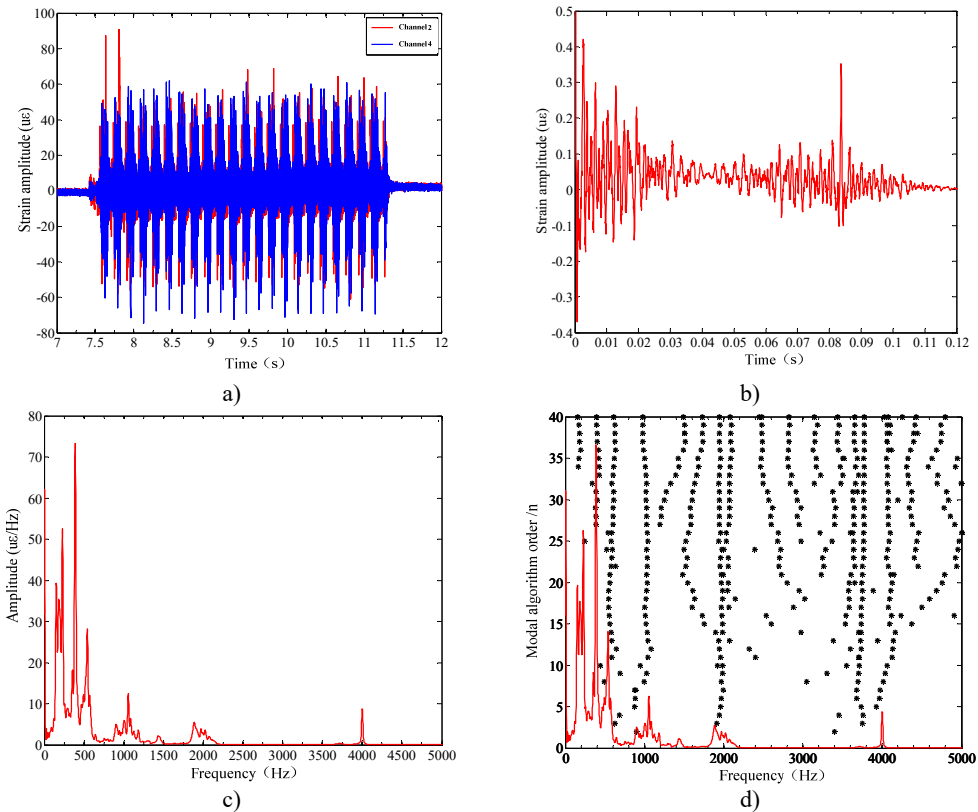 100
80
60
40
20
0
-20
-40
-60
-80
7 7.5 8 8.5 9 9.5 10 10.5 11 11.5 12
Strain amplitude (uε)
Time（s）
Channel 2
Channel 4
a)
0.5
0.4
0.3
0.2
0.1
0
-0.1
-0.2
-0.3
-0.4
0 0.01 0.02 0.03 0.04 0.05 0.06 0.07 0.08 0.09 0.1 0.11 0.12
Strain amplitude (uε)
Time（s）
b)
80
70
60
50
40
30
20
10
0
0 500 1000 1500 2000 2500 3000 3500 4000 4500 5000
Amplitude (uε/Hz)
Frequency（Hz）
c)
40
35
30
25
20
15
10
5
0
0 1000 2000 3000 4000 5000
Modal algorithm order /n
Frequency（Hz）
d)